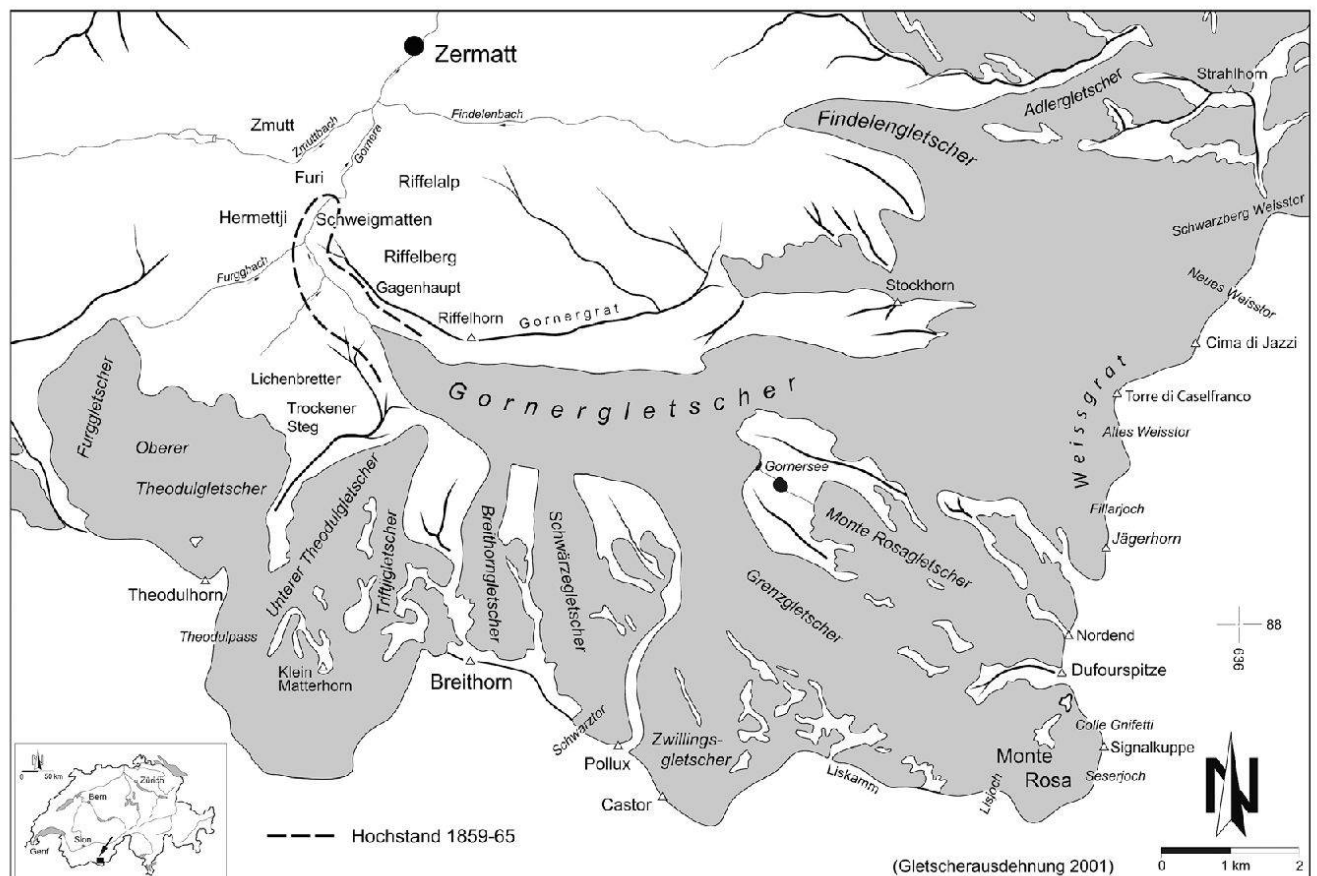 Zermatt
Strahlhorn
Adlergletscher
Findelenbach
Findelengletscher
Zmutt
Zmuttbach
Gornera
Furi
Riffelalp
Hermettji
Schweigmatten
Schwarzberg Weisstor
Furggbach
Riffelberg
Gagenhaupt
Stockhorn
Neues Weisstor
Riffelhorn
Gornergrat
Cima di Jazzi
Furggletscher
Lichenbretter
Gornergletscher
Weissgrat
Torre di Caselfranco
Trockener
Steg
Altes Weisstor
Oberer
Theodulgletscher
Gornersee
Fillarjoch
Unterer Theodulgletscher
Triftjigletscher
Breithorngletscher
Schwärzegletscher
Monte Rosagletscher
Jägerhorn
Theodulhorn
Grenzgletscher
Theodulpass
Nordend
88
636
Klein
Matterhorn
Breithorn
Dufourspitze
Schwarztor
Colle Gnifetti
Pollux
Zwillings-
gletscher
Signalkuppe
Monte
Rosa
Seserjoch
Liskamm
Lisjoch
Castor
N
0 50 km
Zürich
Bern
Sion
Genf
Hochstand 1859-65
N
(Gletscherausdehnung 2001)
0 1 km 2